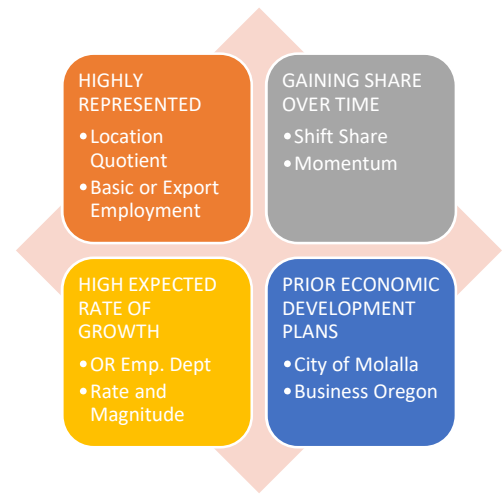 HIGHLY
REPRESENTED
•Location
Quotient
•Basic or Export
Employment
GAINING SHARE
OVER TIME
•Shift Share
•Momentum
HIGH EXPECTED
RATE OF
GROWTH
•OR Emp. Dept
•Rate and
Magnitude
PRIOR ECONOMIC
DEVELOPMENT
PLANS
•City of Molalla
•Business Oregon